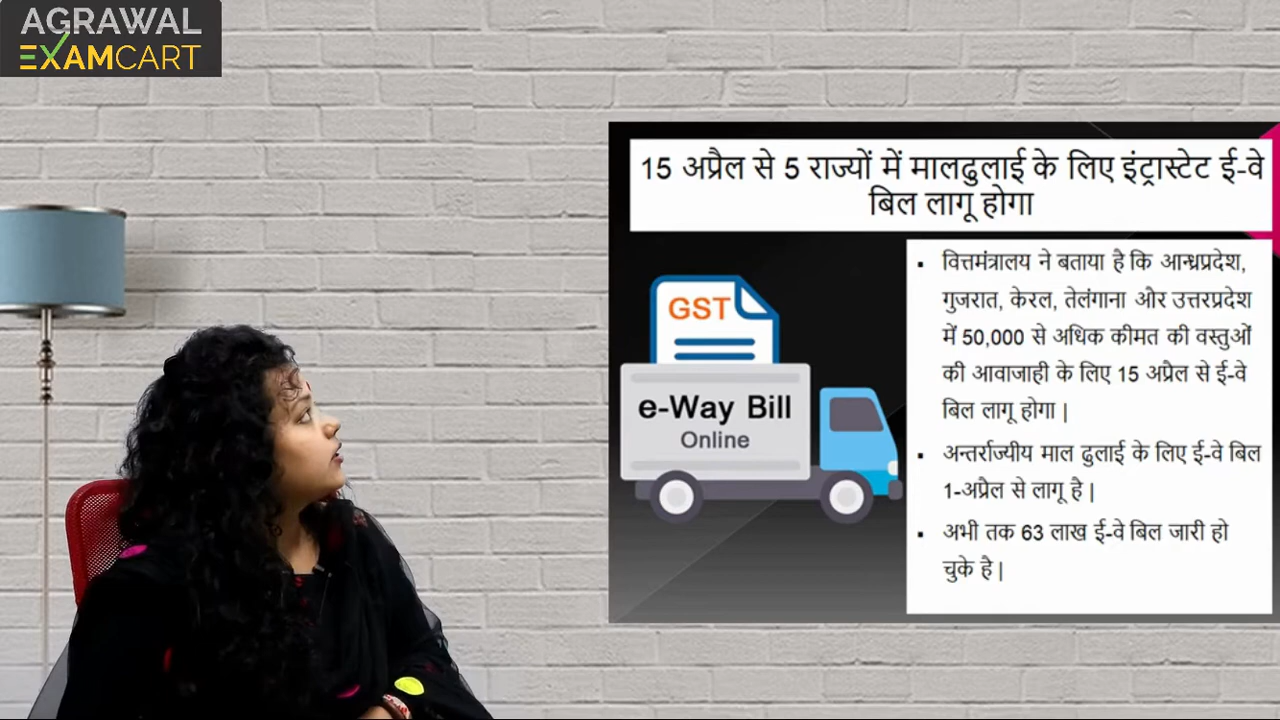 AGRAWAL
EXAMCART
15 अप्रैल से 5 राज्यों में मालढुलाई के लिए इंट्रास्टेट ई-वे
बिल लागू होगा
GST
e-Way Bill
Online
▪ वित्तमंत्रालय ने बताया है कि आन्ध्रप्रदेश,
गुजरात, केरल, तेलंगाना और उत्तरप्रदेश
में 50,000 से अधिक कीमत की वस्तुओं
की आवाजाही के लिए 15 अप्रैल से ई-वे
बिल लागू होगा |
▪ अन्तर्राज्यीय माल ढुलाई के लिए ई-वे बिल
1-अप्रैल से लागू है |
▪ अभी तक 63 लाख ई-वे बिल जारी हो
चुके है |